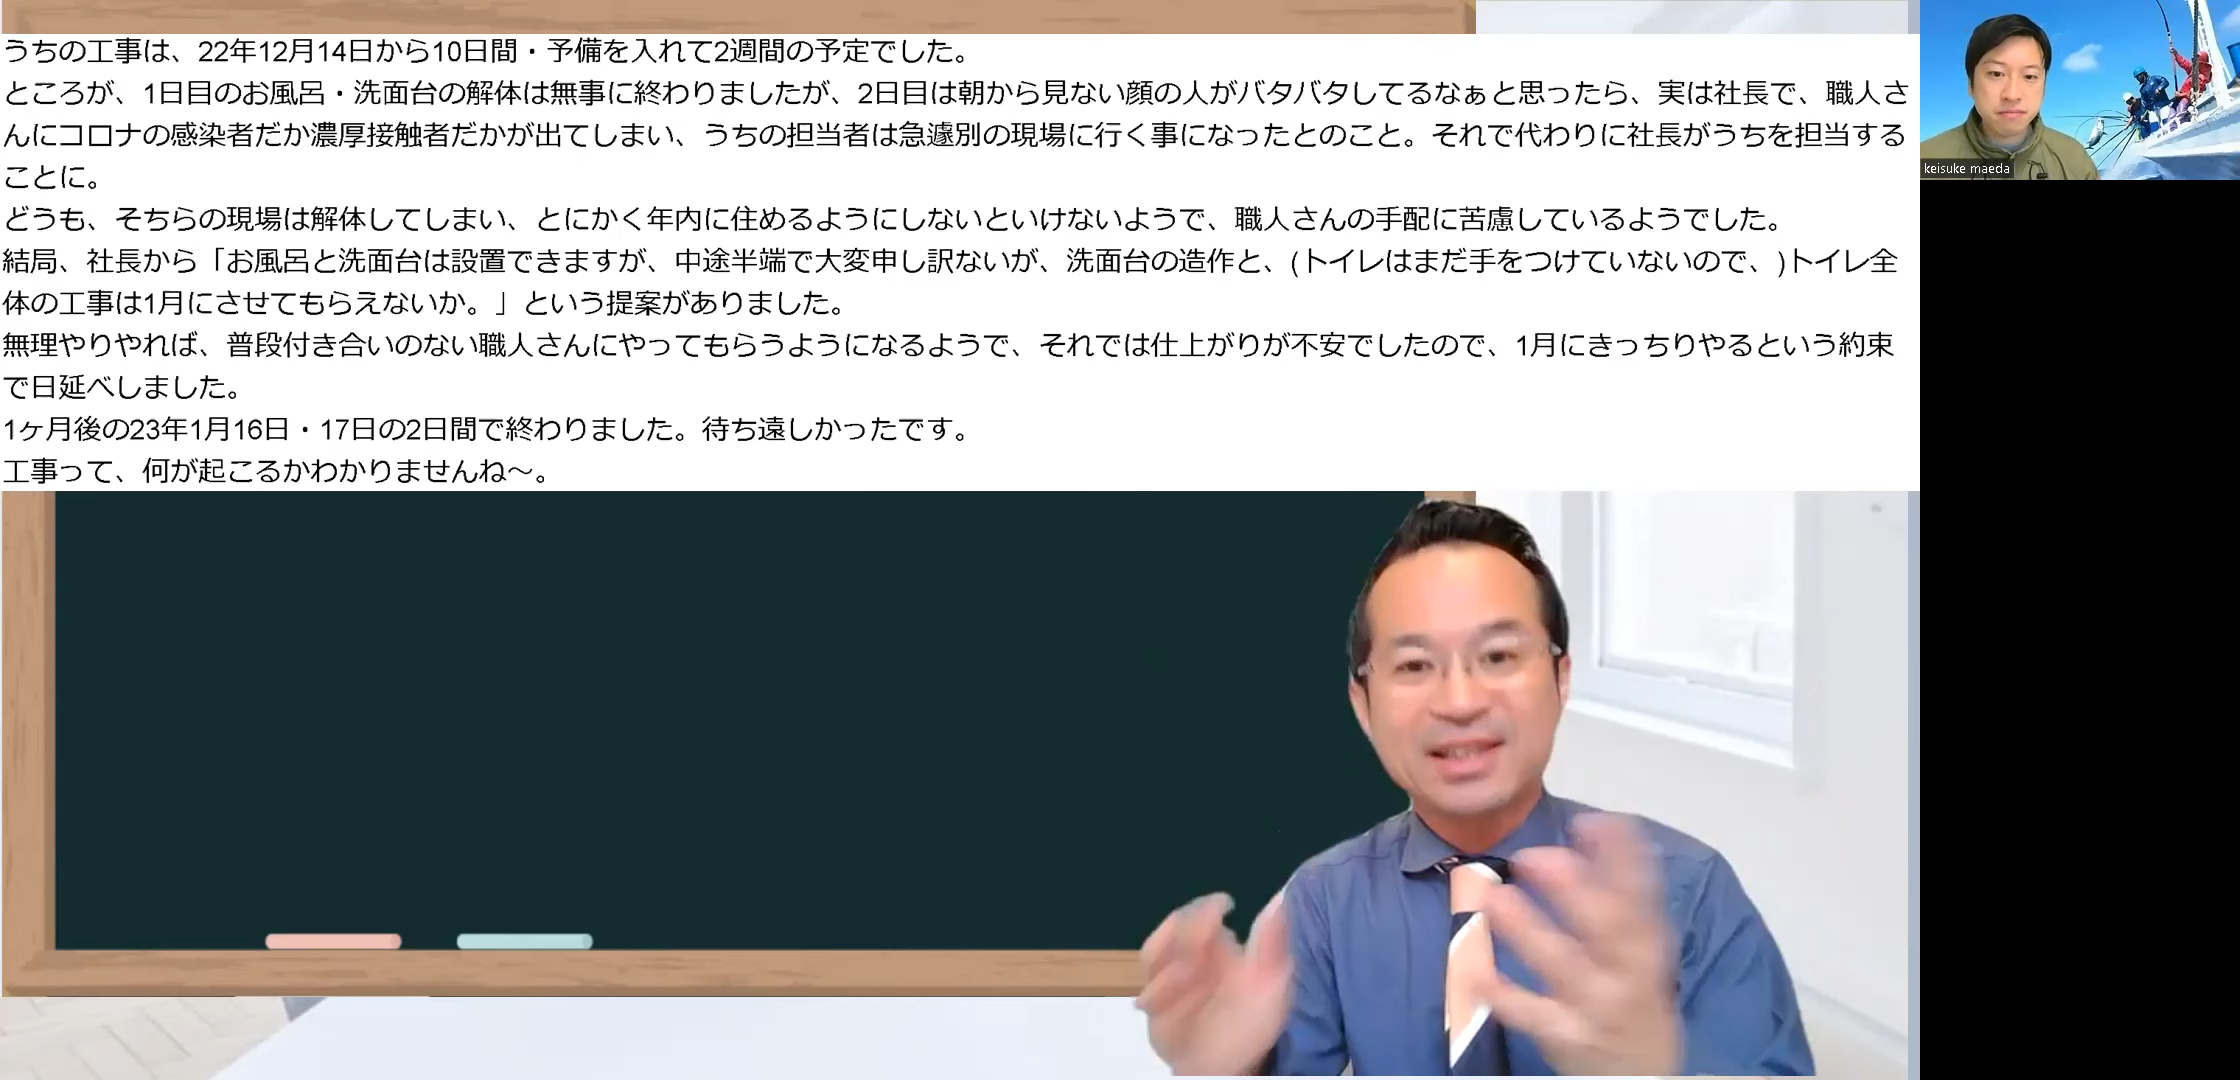 うちの工事は、22年12月14日から10日間・予備を入れて2週間の予定でした。
ところが、1日目のお風呂・洗面台の解体は無事に終わりましたが、2日目は朝から見ない顔の人がバタバタしてるなぁと思ったら、実は社長で、職人さ
んにコロナの感染者だか濃厚接触者だかが出てしまい、うちの担当者は急遽別の現場に行く事になったとのこと。それで代わりに社長がうちを担当する
ことに。
どうも、そちらの現場は解体してしまい、とにかく年内に住めるようにしないといけないようで、職人さんの手配に苦慮しているようでした。
結局、社長から「お風呂と洗面台は設置できますが、中途半端で大変申し訳ないが、洗面台の造作と、(トイレはまだ手をつけていないので、)トイレ全
体の工事は1月にさせてもらえないか。」という提案がありました。
無理やりやれば、普段付き合いのない職人さんにやってもらうようになるようで、それでは仕上がりが不安でしたので、1月にきっちりやるという約束
で日延べしました。
1ヶ月後の23年1月16日・17日の2日間で終わりました。待ち遠しかったです。
工事って、何が起こるかわかりませんね〜。
keisuke maeda